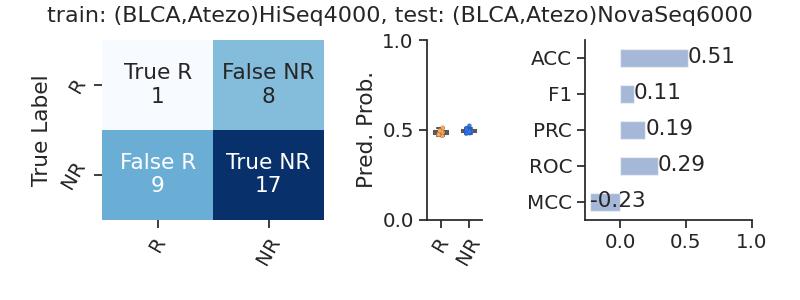 train: (BLCA,Atezo)HiSeq4000, test: (BLCA,Atezo)NovaSeq6000
True Label
R
NR
True R
1
False NR
8
False R
9
True NR
17
R
NR
Pred. Prob.
1.0
0.5
0.0
R
NR
ACC
0.51
F1
0.11
PRC
0.19
ROC
0.29
MCC
-0.23
0.0
0.5
1.0